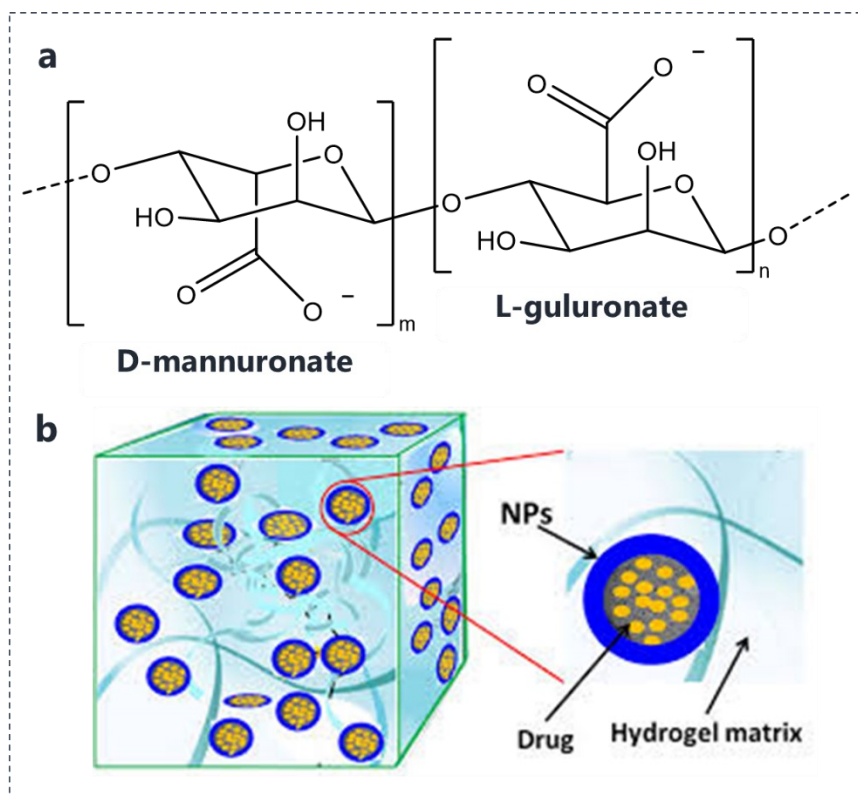 a
O
O
−
OH
O
O
OH
O
HO
O
HO
O
O
n
O
−
L-guluronate
m
D-mannuronate
b
NPs
Drug
Hydrogel matrix